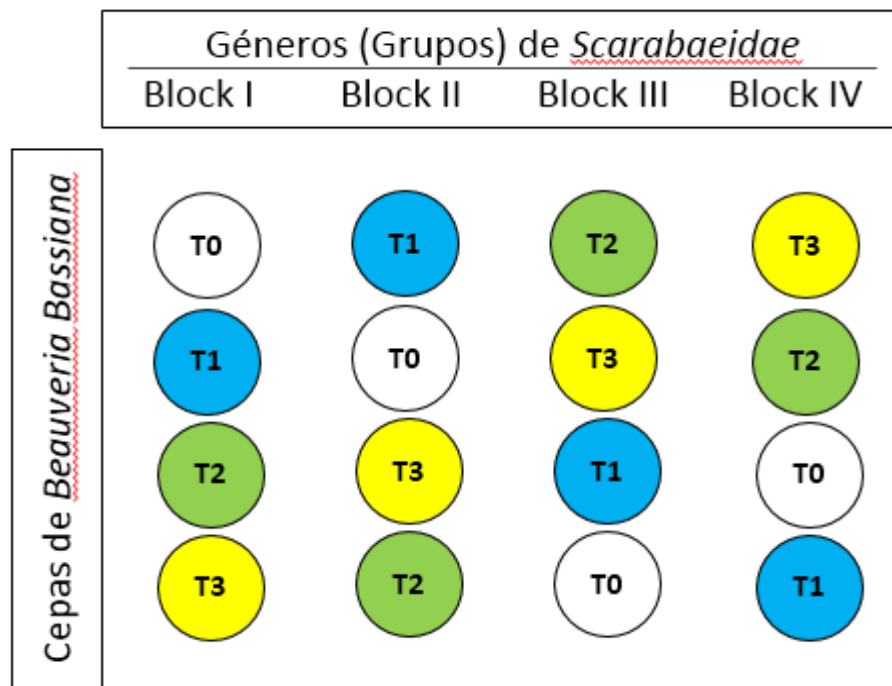 Géneros (Grupos) de Scarabaeidae
Block I Block II Block III Block IV
Cepas de Beauveria Bassiana
T0 T1 T2 T3
T1 T0 T3 T2
T2 T3 T1 T0
T3 T2 T0 T1